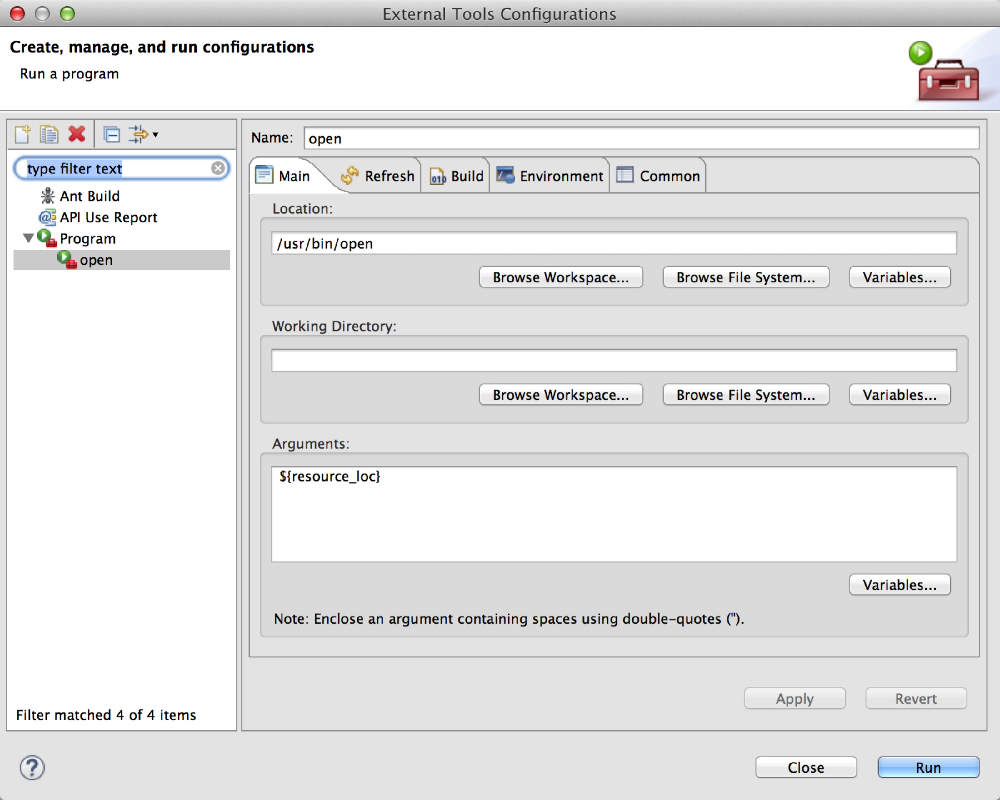 External Tools Configurations
Create, manage, and run configurations
Run a program
type filter text
Ant Build
API Use Report
Program
open
Filter matched 4 of 4 items
Name: open
Main Refresh 010 Build Environment Common
Location:
/usr/bin/open
Browse Workspace... Browse File System... Variables...
Working Directory:
Browse Workspace... Browse File System... Variables...
Arguments:
${resource_loc}
Variables...
Note: Enclose an argument containing spaces using double-quotes (").
Apply Revert
? Close Run